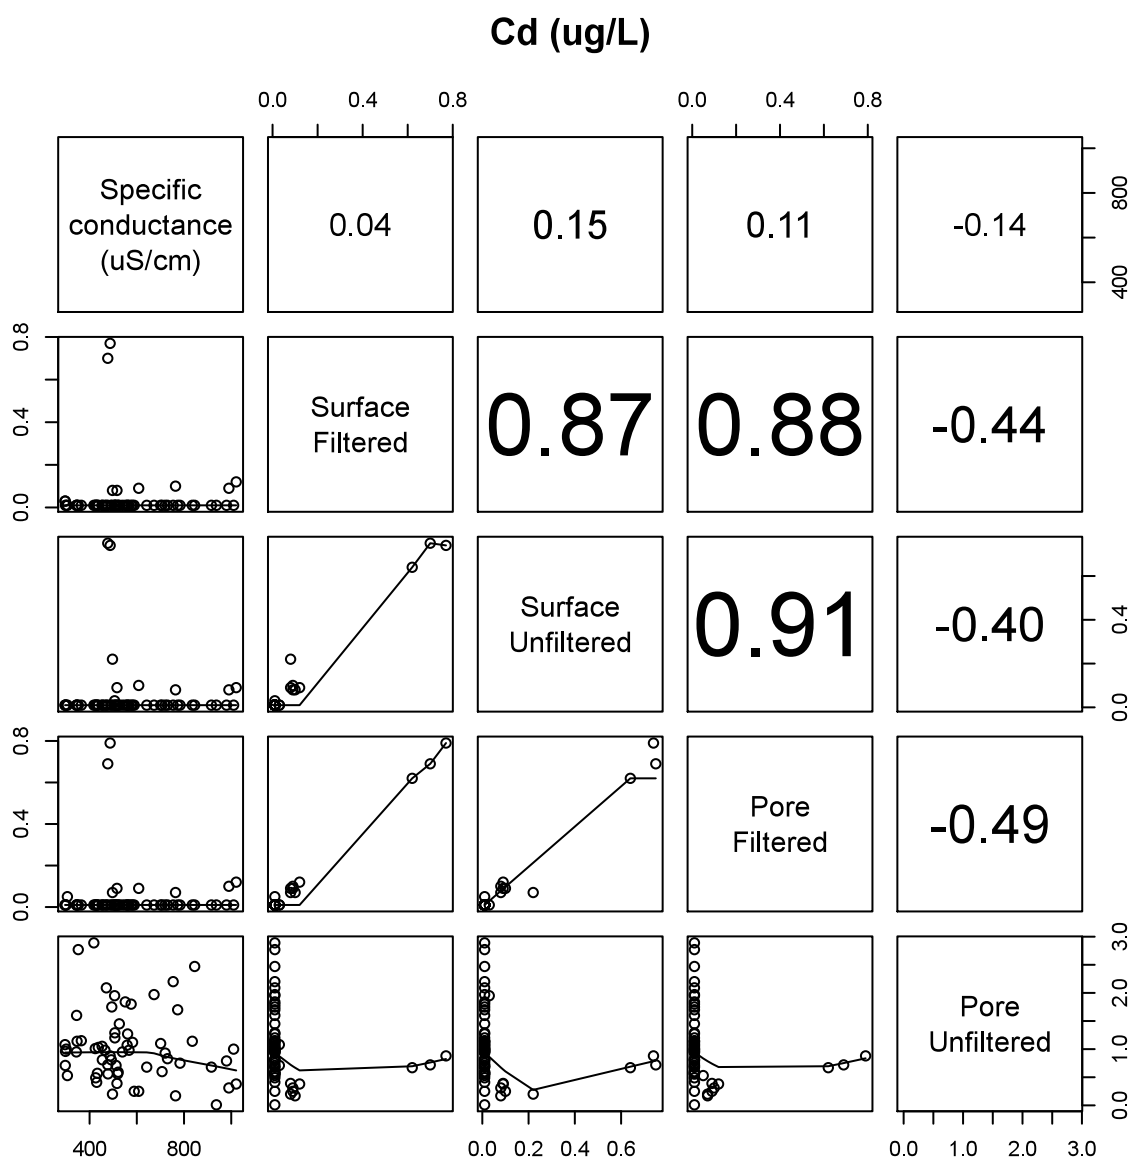 Cd (ug/L)
0.0 0.4 0.8 0.0 0.4 0.8
Specific
conductance
(uS/cm)
0.04
0.15
0.11
-0.14
400 800
0.0 0.4 0.8
Surface
Filtered
0.87
0.88
-0.44
Surface
Unfiltered
0.91
-0.40
0.0 0.4
0.0 0.4 0.8
Pore
Filtered
-0.49
Pore
Unfiltered
0.0 1.0 2.0 3.0
400 800 0.0 0.2 0.4 0.6 0.0 1.0 2.0 3.0